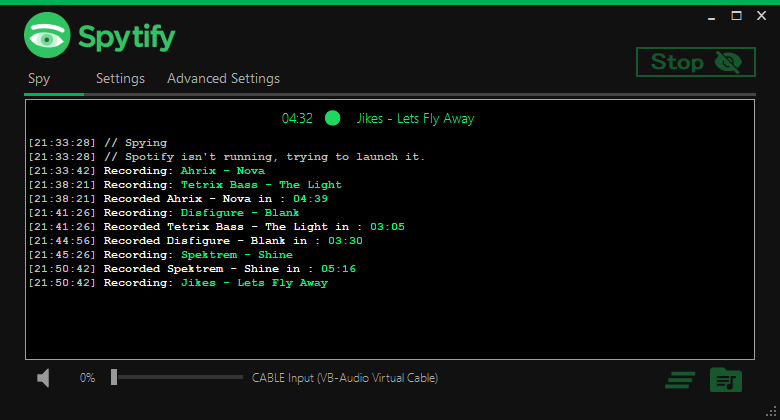 Spytify
Stop
Spy Settings Advanced Settings
04:32 Jikes - Lets Fly Away
[21:33:28] // Spying
[21:33:28] // Spotify isn't running, trying to launch it.
[21:33:42] Recording: Ahrix - Nova
[21:38:21] Recording: Tetrix Bass - The Light
[21:38:21] Recorded Ahrix - Nova in : 04:39
[21:41:26] Recording: Disfigure - Blank
[21:41:26] Recorded Tetrix Bass - The Light in : 03:05
[21:44:56] Recorded Disfigure - Blank in : 03:30
[21:45:26] Recording: Spektrem - Shine
[21:50:42] Recorded Spektrem - Shine in : 05:16
[21:50:42] Recording: Jikes - Lets Fly Away
0% CABLE Input (VB-Audio Virtual Cable)